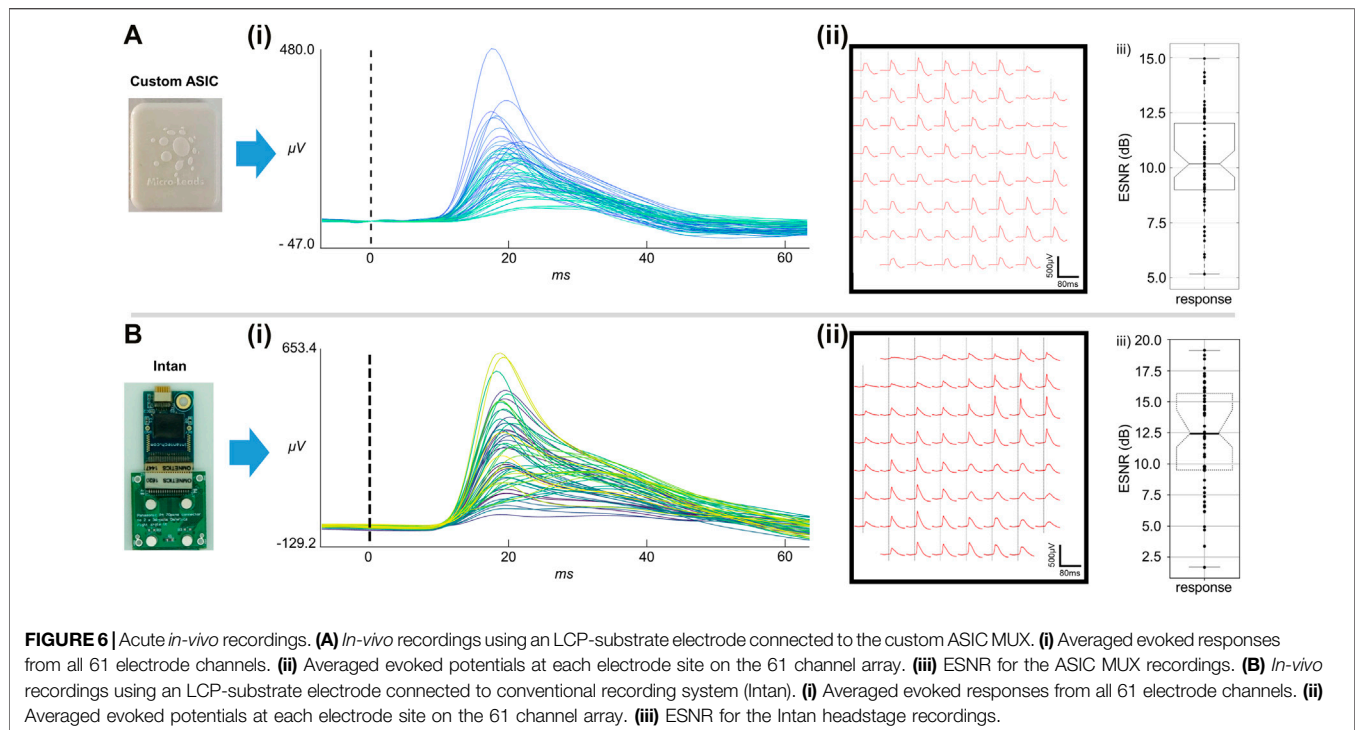 A
(i)
(ii)
iii)
Custom ASIC
Micro-Leads
480.0
µV
- 47.0
0
20
40
60
ms
500µV
80ms
15.0
12.5
10.0
7.5
5.0
ESNR (dB)
response
B
(i)
(ii)
iii)
Intan
OMNETICS 1447
653.4
µV
-129.2
0
20
40
60
ms
500µV
80ms
20.0
17.5
15.0
12.5
10.0
7.5
5.0
2.5
ESNR (dB)
response
FIGURE 6 | Acute in-vivo recordings. (A) In-vivo recordings using an LCP-substrate electrode connected to the custom ASIC MUX. (i) Averaged evoked responses
from all 61 electrode channels. (ii) Averaged evoked potentials at each electrode site on the 61 channel array. (iii) ESNR for the ASIC MUX recordings. (B) In-vivo
recordings using an LCP-substrate electrode connected to conventional recording system (Intan). (i) Averaged evoked responses from all 61 electrode channels. (ii)
Averaged evoked potentials at each electrode site on the 61 channel array. (iii) ESNR for the Intan headstage recordings.